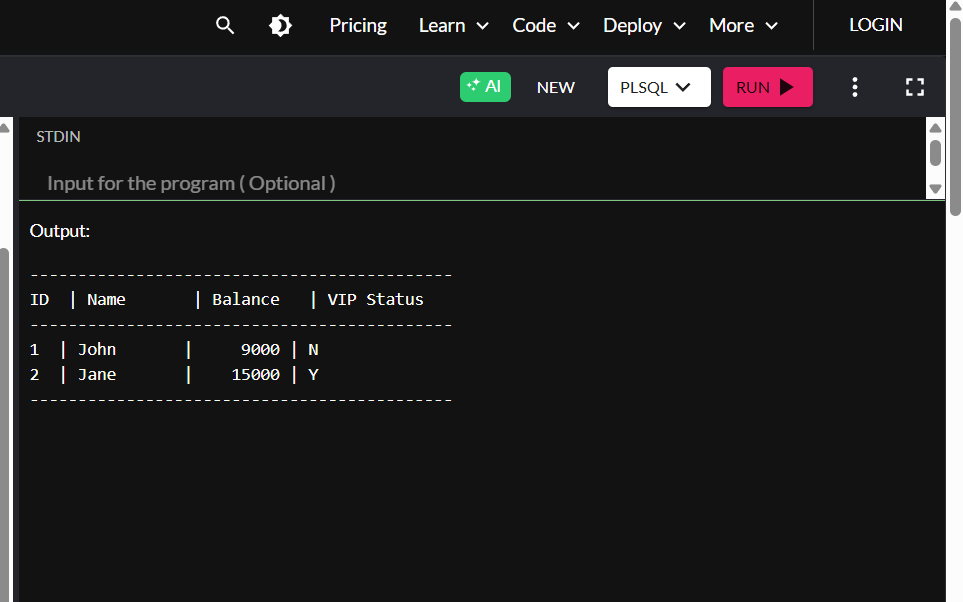 Pricing Learn Code Deploy More LOGIN
AI NEW PLSQL RUN
STDIN
Input for the program ( Optional )
Output:
--------------------------------------------
ID  | Name       | Balance   | VIP Status
--------------------------------------------
1  | John       |     9000 | N
2  | Jane       |    15000 | Y
--------------------------------------------